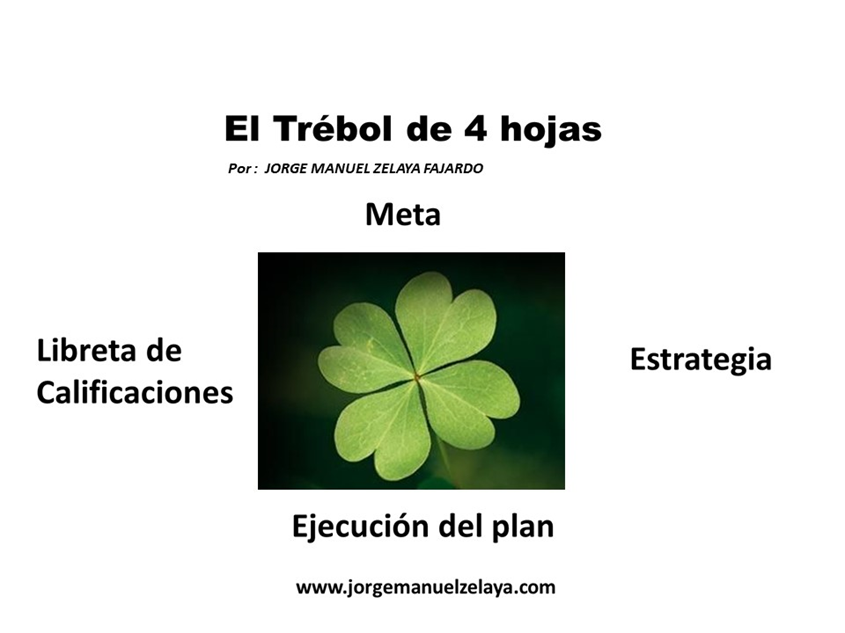 El Trébol de 4 hojas
Por : JORGE MANUEL ZELAYA FAJARDO
Meta
Libreta de
Calificaciones
Estrategia
Ejecución del plan
www.jorgemanuelzelaya.com